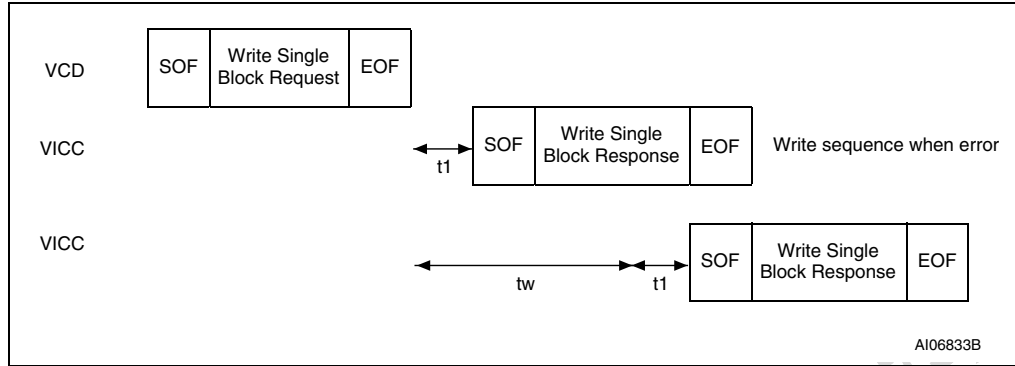 VCD
SOF
Write Single
Block Request
EOF
VICC
t1
SOF
Write Single
Block Response
EOF
Write sequence when error
VICC
tw
t1
SOF
Write Single
Block Response
EOF
AI06833B